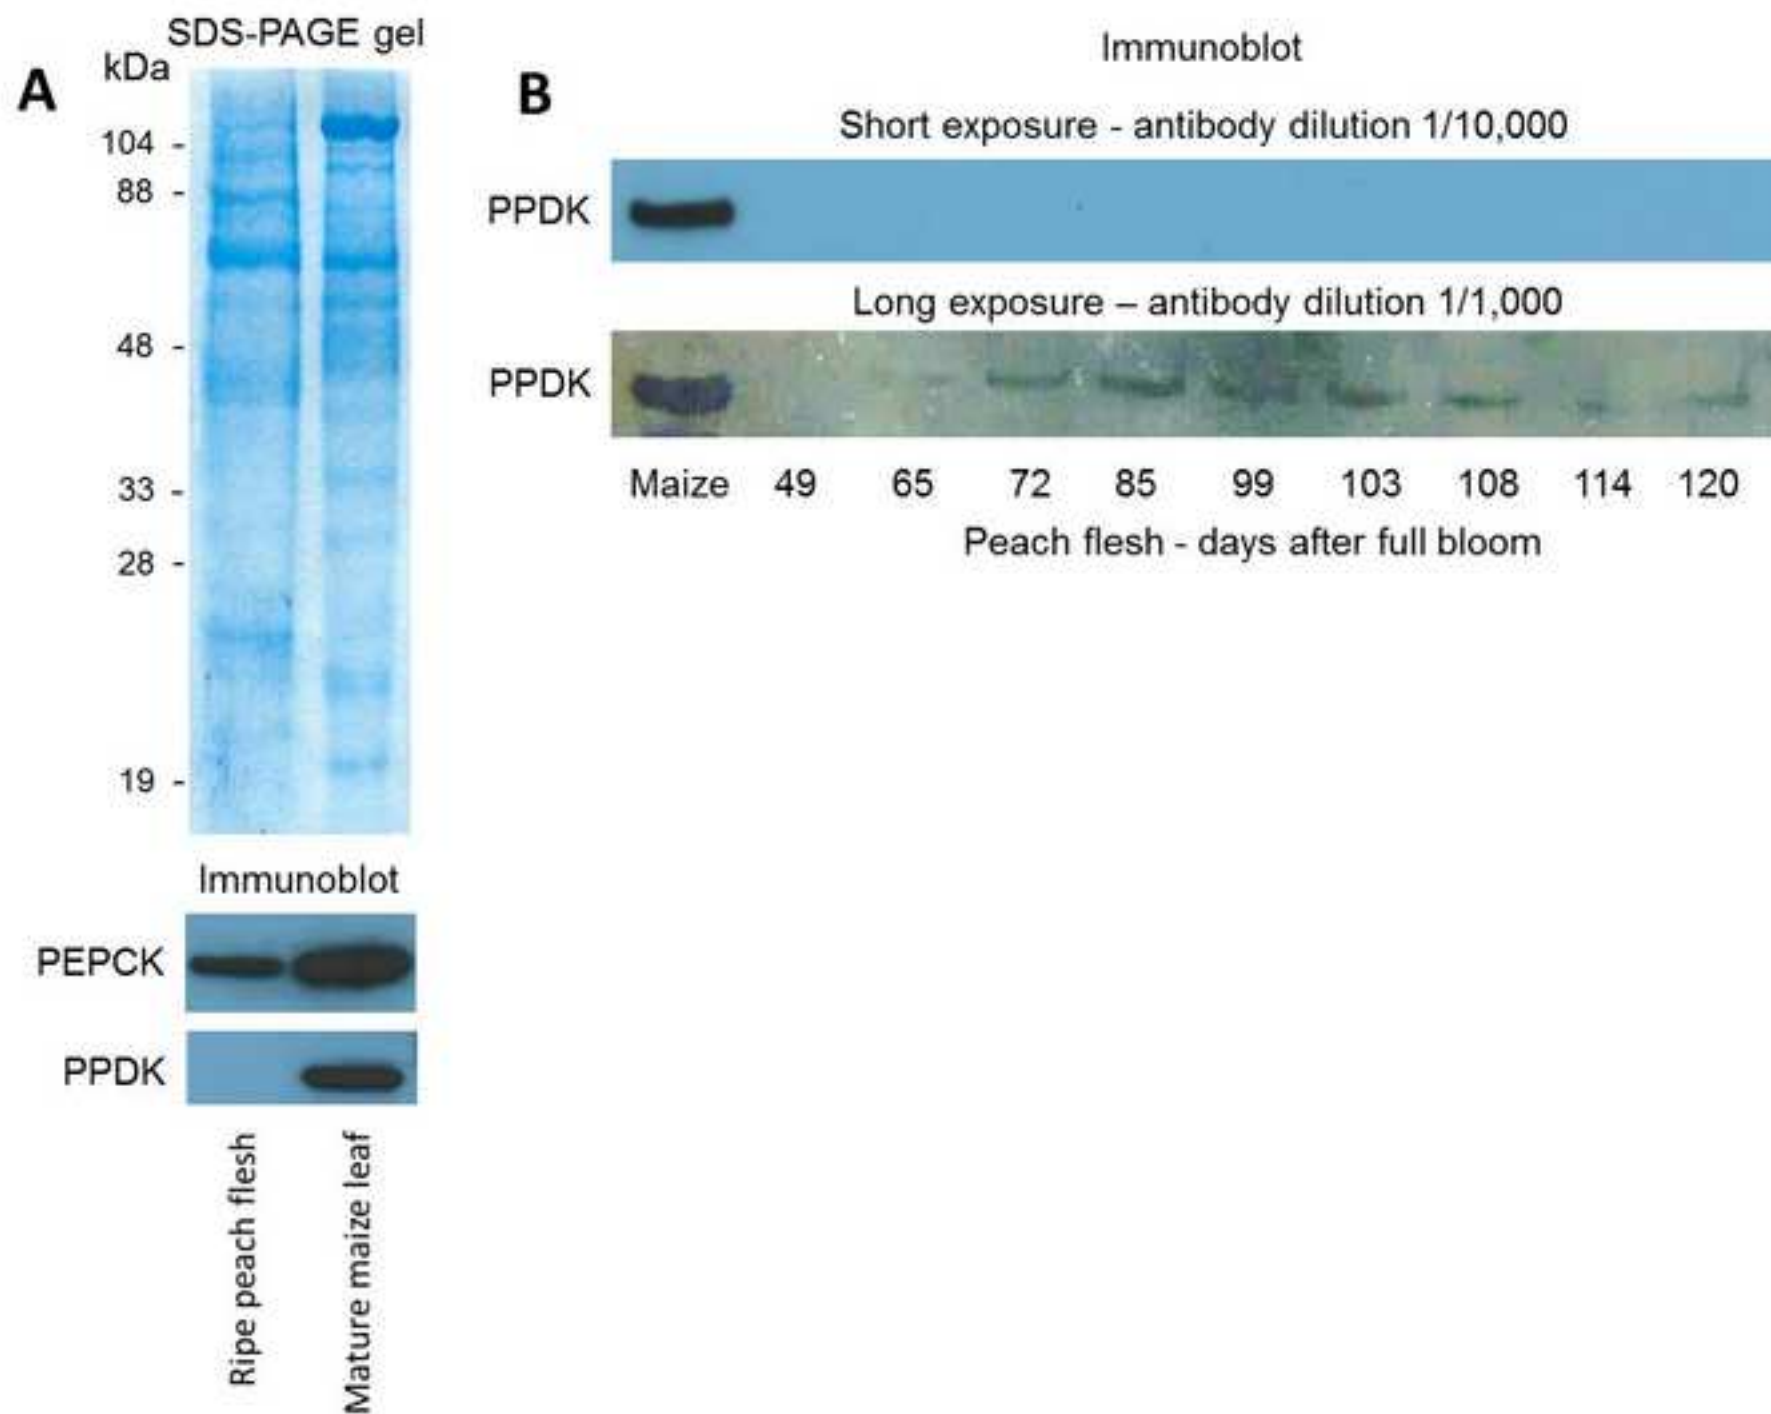 SDS-PAGE gel
A
kDa
104 -
88 -
48 -
33 -
28 -
19 -
Immunoblot
PEPCK
PPDK
Ripe peach flesh
Mature maize leaf
B
Immunoblot
Short exposure - antibody dilution 1/10,000
PPDK
Long exposure – antibody dilution 1/1,000
PPDK
Maize 49 65 72 85 99 103 108 114 120
Peach flesh - days after full bloom